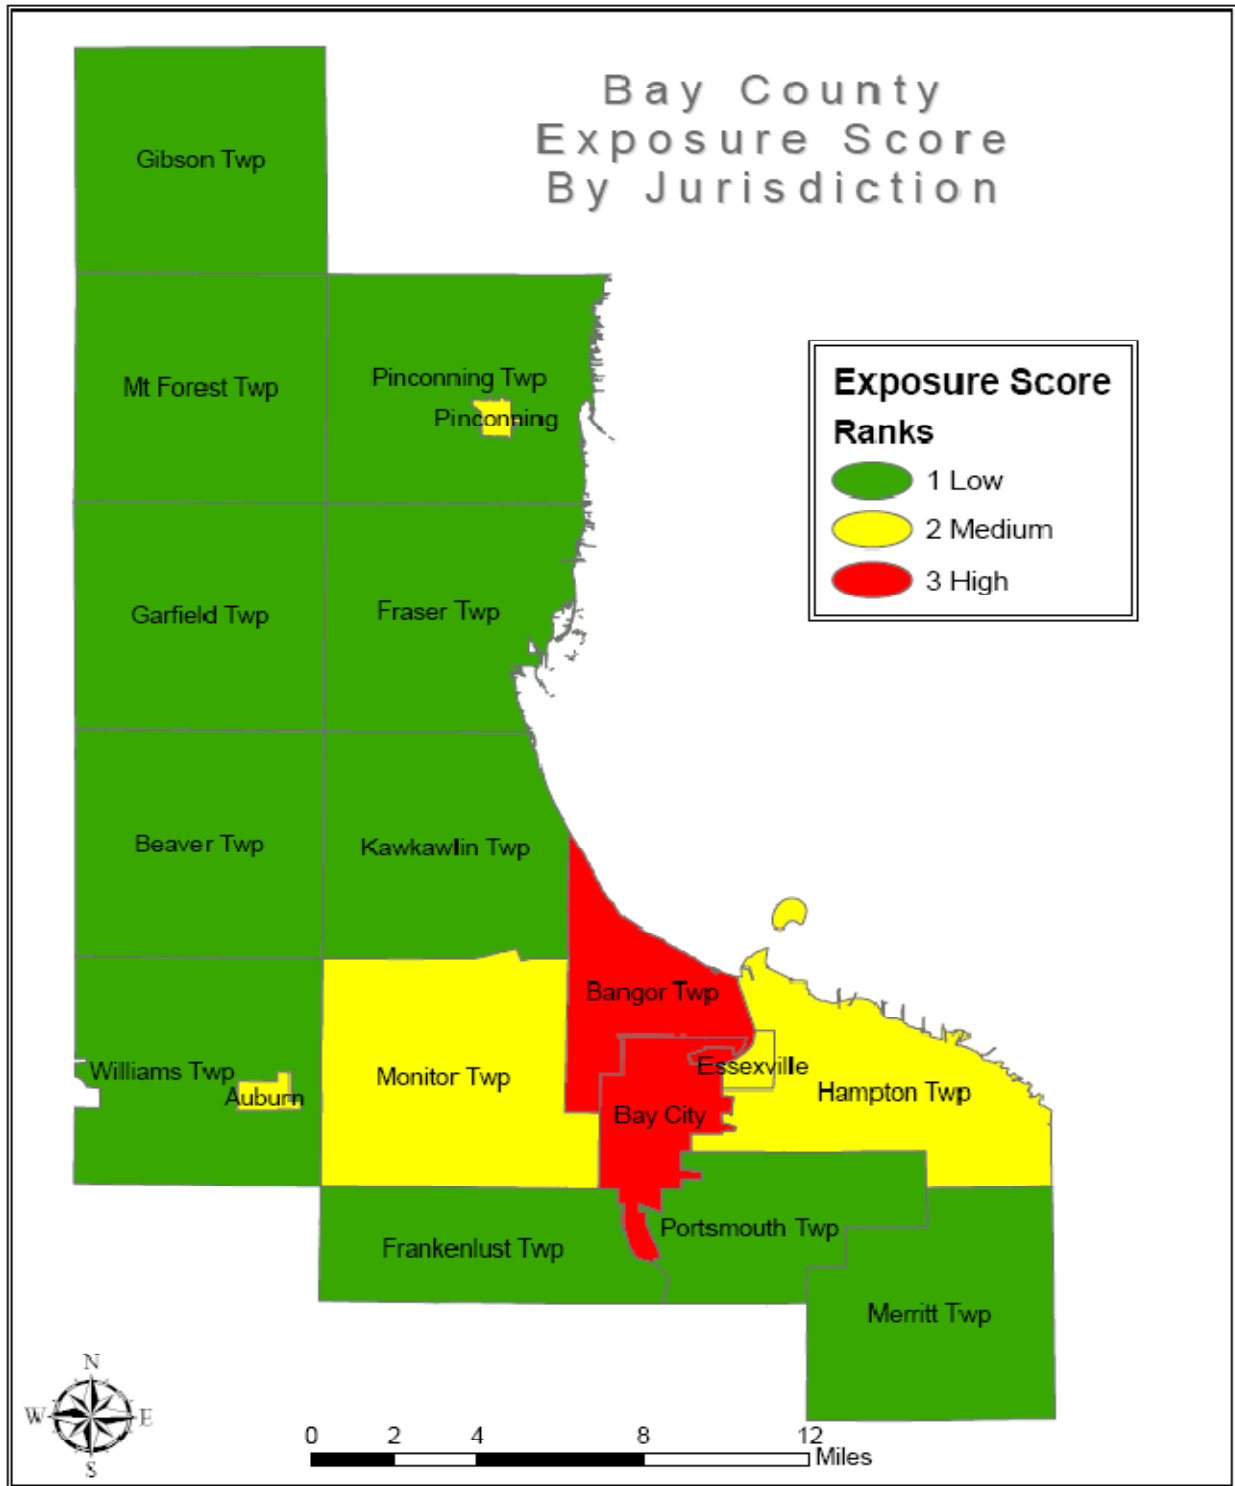 Bay County
Exposure Score
By Jurisdiction
Gibson Twp
Mt Forest Twp
Pinconning Twp
Pinconning
Exposure Score
Ranks
1 Low
2 Medium
3 High
Garfield Twp
Fraser Twp
Beaver Twp
Kawkawlin Twp
Bangor Twp
Williams Twp
Auburn
Monitor Twp
Essexville
Hampton Twp
Bay City
Frankenlust Twp
Portsmouth Twp
Merritt Twp
N
W E
S
0 2 4 8 12
Miles